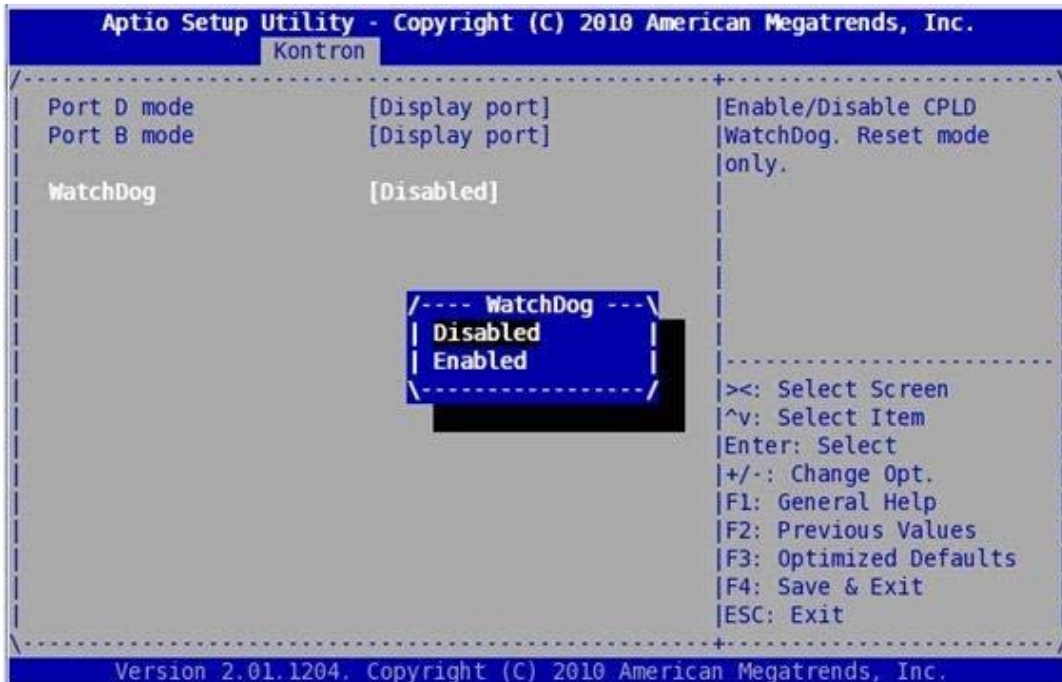 Aptio Setup Utility - Copyright (C) 2010 American Megatrends, Inc.
Kontron
Port D mode [Display port]
Port B mode [Display port]
WatchDog [Disabled]
Enable/Disable CPLD
WatchDog. Reset mode
only.
WatchDog
Disabled
Enabled
><: Select Screen
^v: Select Item
Enter: Select
+/-: Change Opt.
F1: General Help
F2: Previous Values
F3: Optimized Defaults
F4: Save & Exit
ESC: Exit
Version 2.01.1204. Copyright (C) 2010 American Megatrends, Inc.